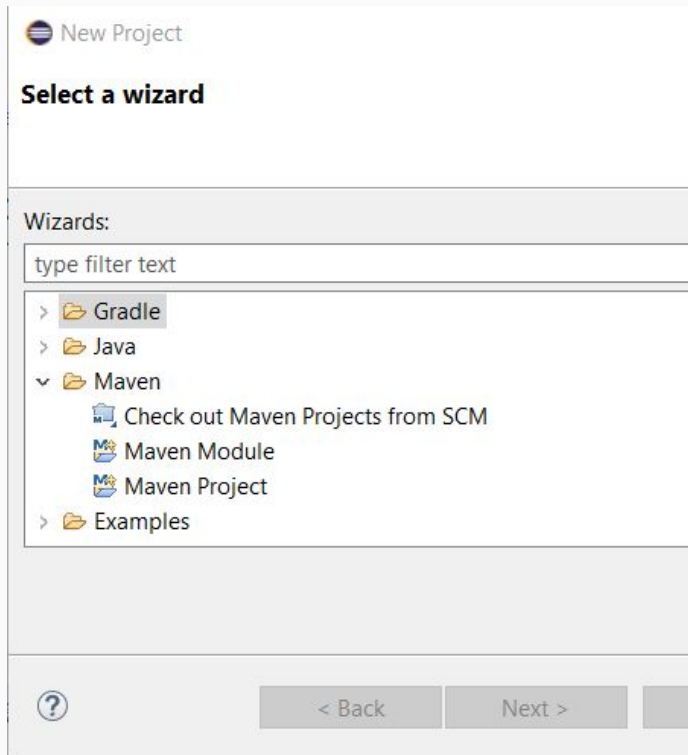 New Project
Select a wizard
Wizards:
type filter text
Gradle
Java
Maven
Check out Maven Projects from SCM
Maven Module
Maven Project
Examples
?
< Back Next >